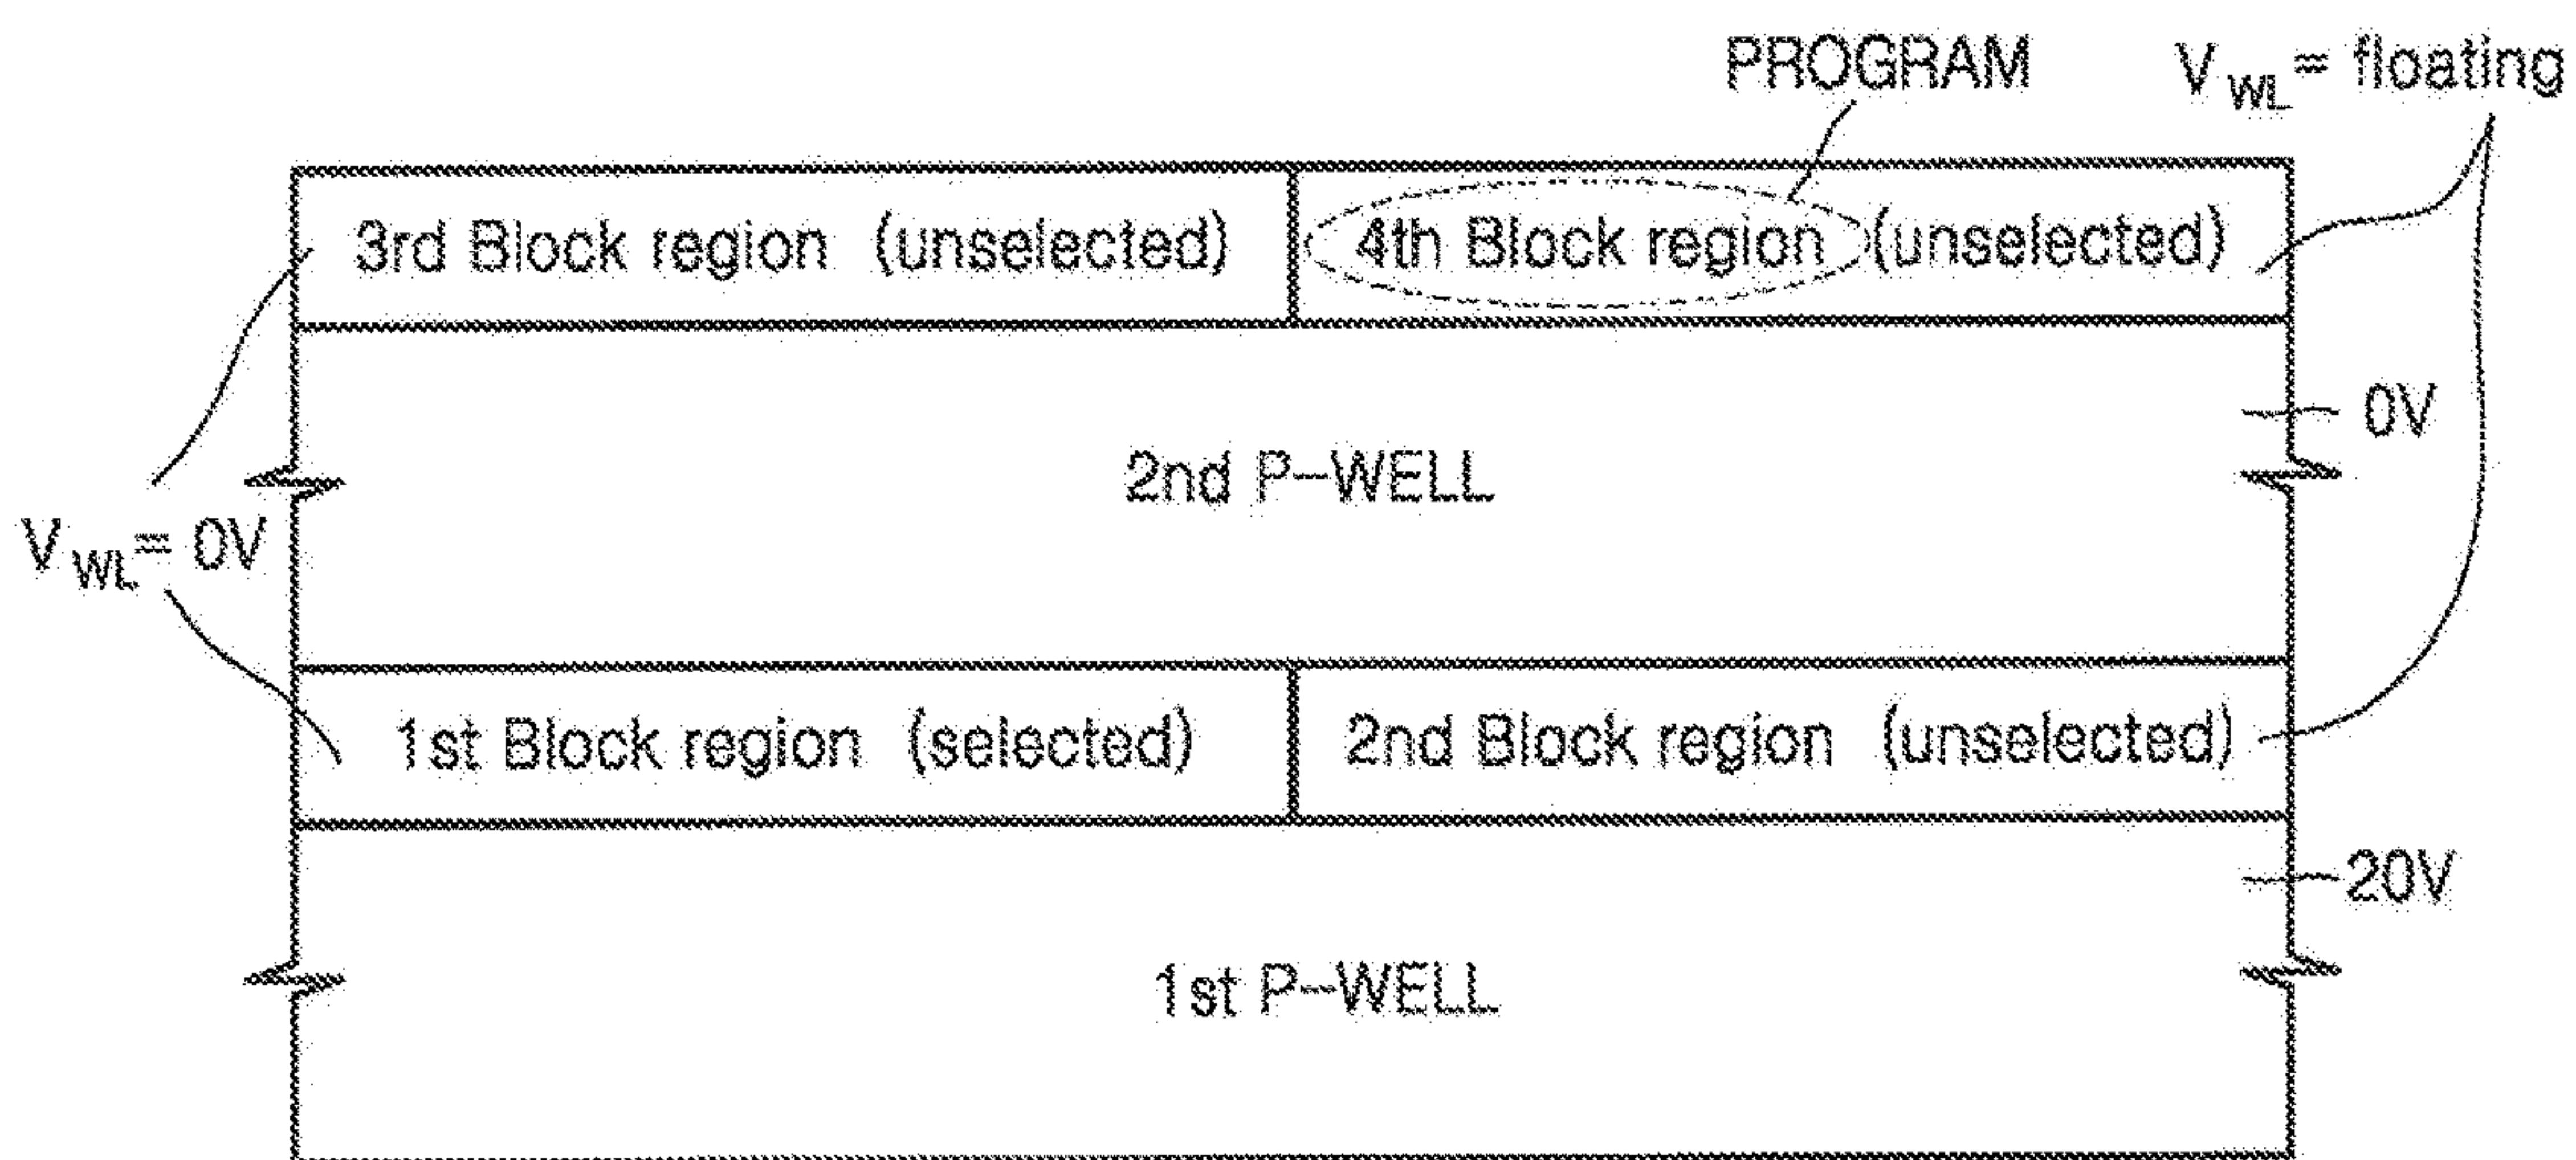 PROGRAM
V WL = floating
3rd Block region (unselected)
4th Block region (unselected)
0V
2nd P-WELL
V WL = 0V
1st Block region (selected)
2nd Block region (unselected)
20V
1st P-WELL